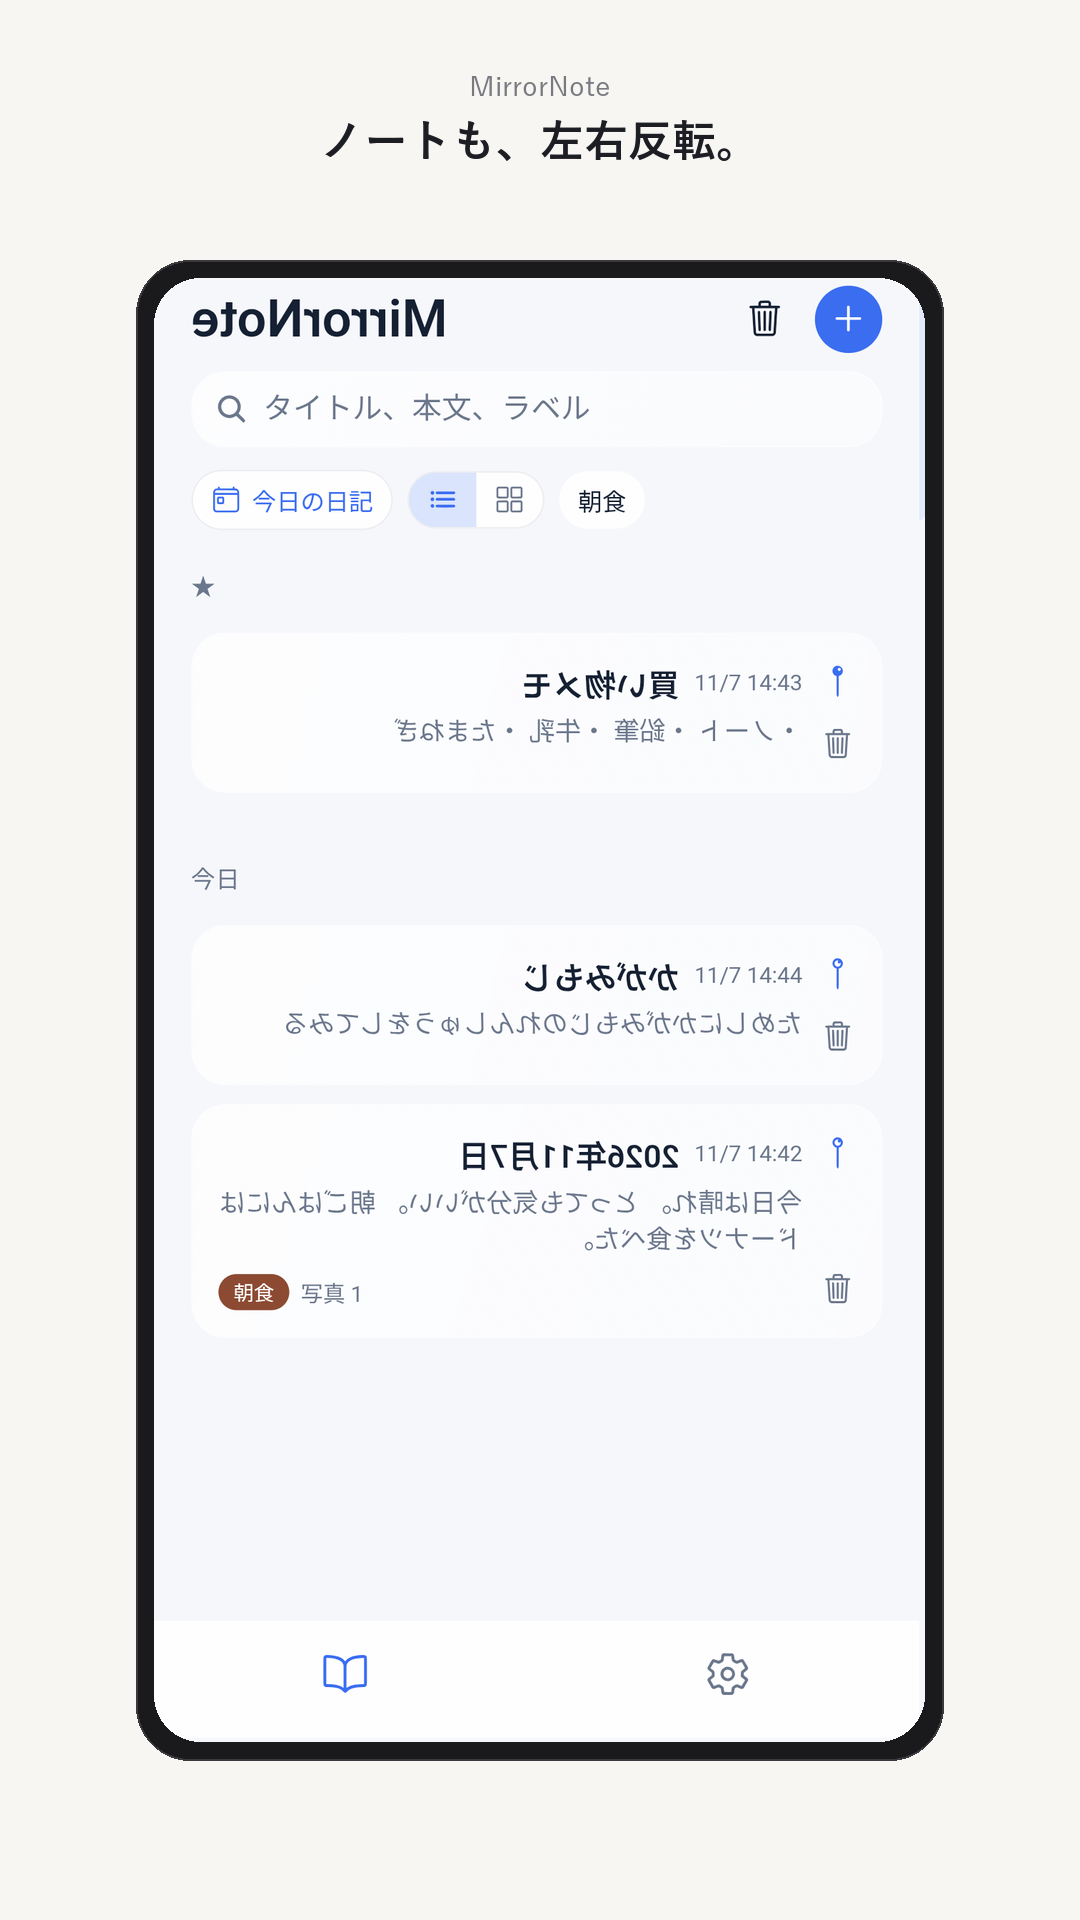 MirrorNote
ノートも、左右反転。
MirrorNote
タイトル、本文、ラベル
今日の日記
朝食
★
買い物メモ 11/7 14:43
・ノート ・鉛筆 ・牛乳 ・たまねぎ
今日
かがみもじ 11/7 14:44
ためしにかがみもじのれんしゅうをしてみる
2026年11月7日 11/7 14:42
今日は晴れ。 とっても気分がいい。 朝ごはんには
ドーナツを食べた。
朝食 写真 1